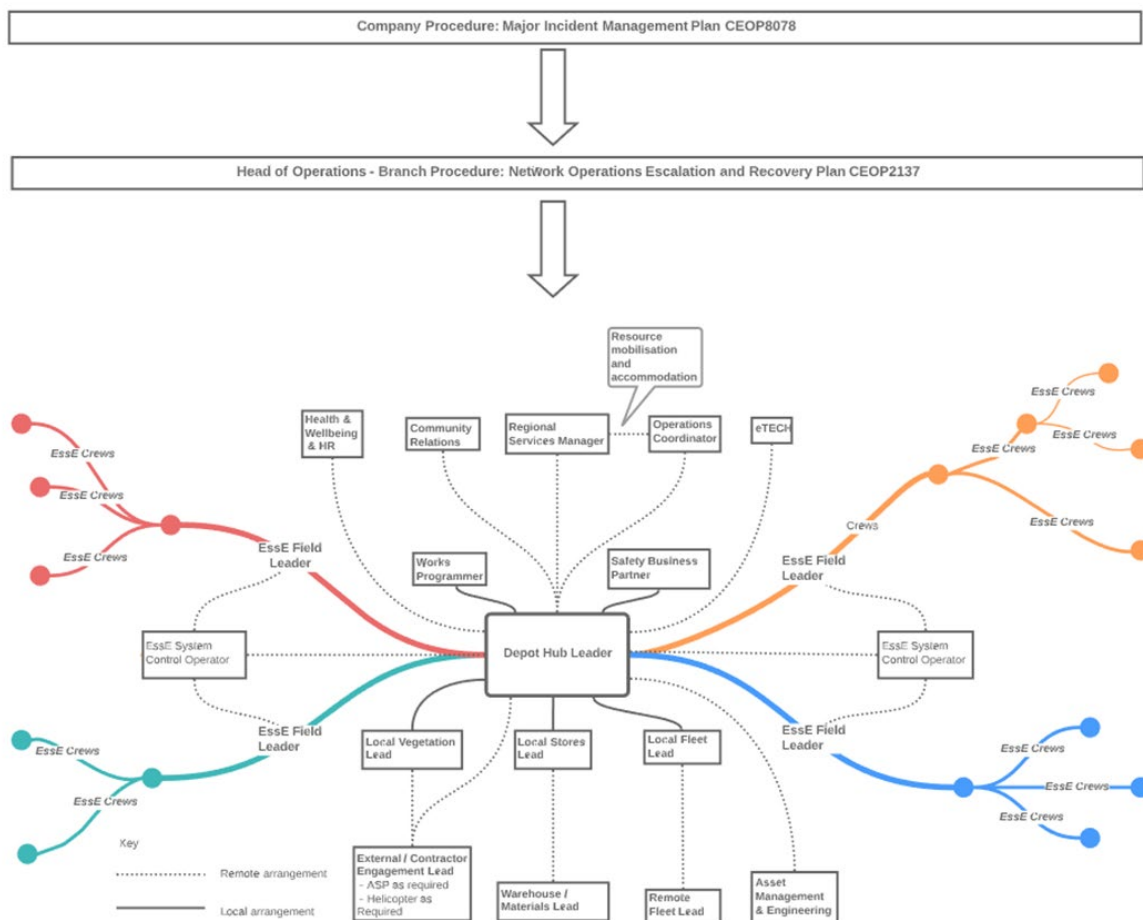 Company Procedure: Major Incident Management Plan CEOP8078
Head of Operations - Branch Procedure: Network Operations Escalation and Recovery Plan CEOP2137
Resource
mobilisation
and
accommodation
Health &
Wellbeing
& HR
Community
Relations
Regional
Services Manager
Operations
Coordinator
eTECH
EssE Crews
EssE Crews
EssE Crews
EssE Crews
EssE Crews
EssE Crews
EssE Crews
Crews
EssE Field
Leader
EssE Field
Leader
Works
Programmer
Safety Business
Partner
EssE System
Control Operator
Depot Hub Leader
EssE System
Control Operator
EssE Field
Leader
EssE Field
Leader
Local Vegetation
Lead
Local Stores
Lead
Local Fleet
Lead
EssE Crews
EssE Crews
EssE Crews
EssE Crews
EssE Crews
Key
Remote arrangement
Local arrangement
External / Contractor
Engagement Lead
- ASP as required
- Helicopter as
Required
Warehouse /
Materials Lead
Remote
Fleet Lead
Asset
Management
& Engineering